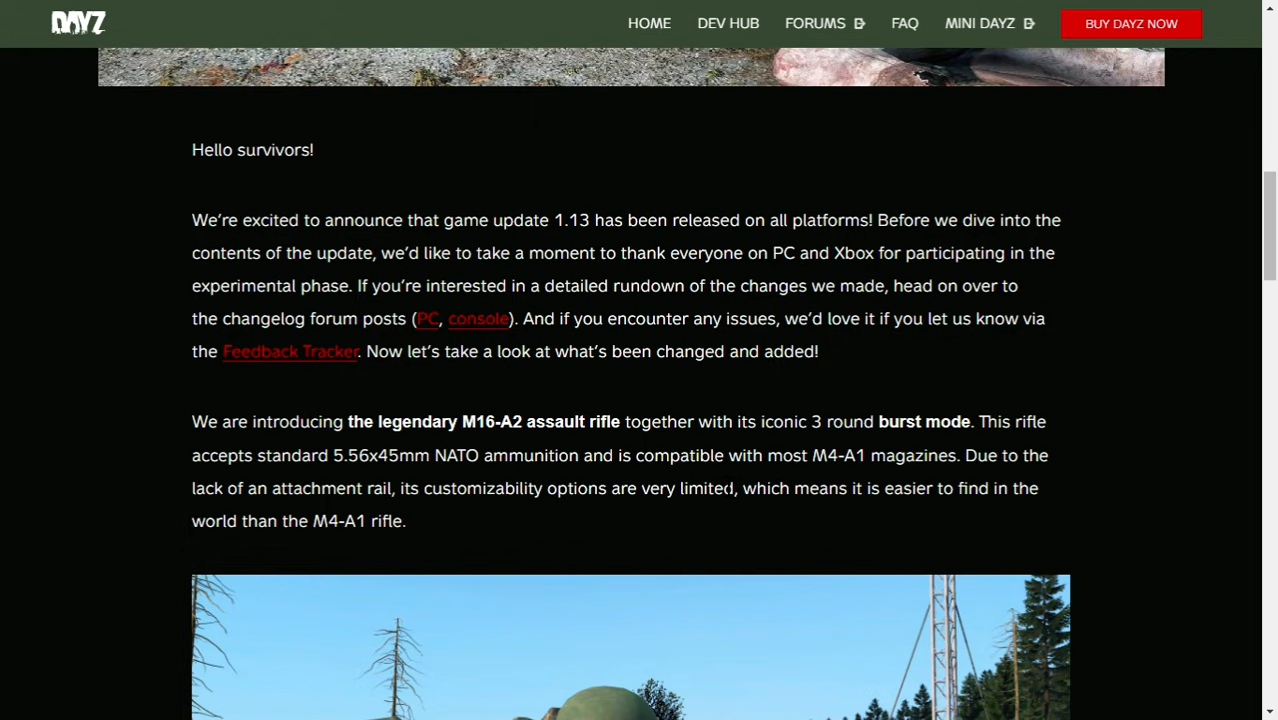 DAYZ
HOME DEV HUB FORUMS FAQ MINI DAYZ BUY DAYZ NOW
Hello survivors!
We’re excited to announce that game update 1.13 has been released on all platforms! Before we dive into the
contents of the update, we’d like to take a moment to thank everyone on PC and Xbox for participating in the
experimental phase. If you’re interested in a detailed rundown of the changes we made, head on over to
the changelog forum posts (PC, console). And if you encounter any issues, we’d love it if you let us know via
the Feedback Tracker. Now let’s take a look at what’s been changed and added!
We are introducing the legendary M16-A2 assault rifle together with its iconic 3 round burst mode. This rifle
accepts standard 5.56x45mm NATO ammunition and is compatible with most M4-A1 magazines. Due to the
lack of an attachment rail, its customizability options are very limited, which means it is easier to find in the
world than the M4-A1 rifle.